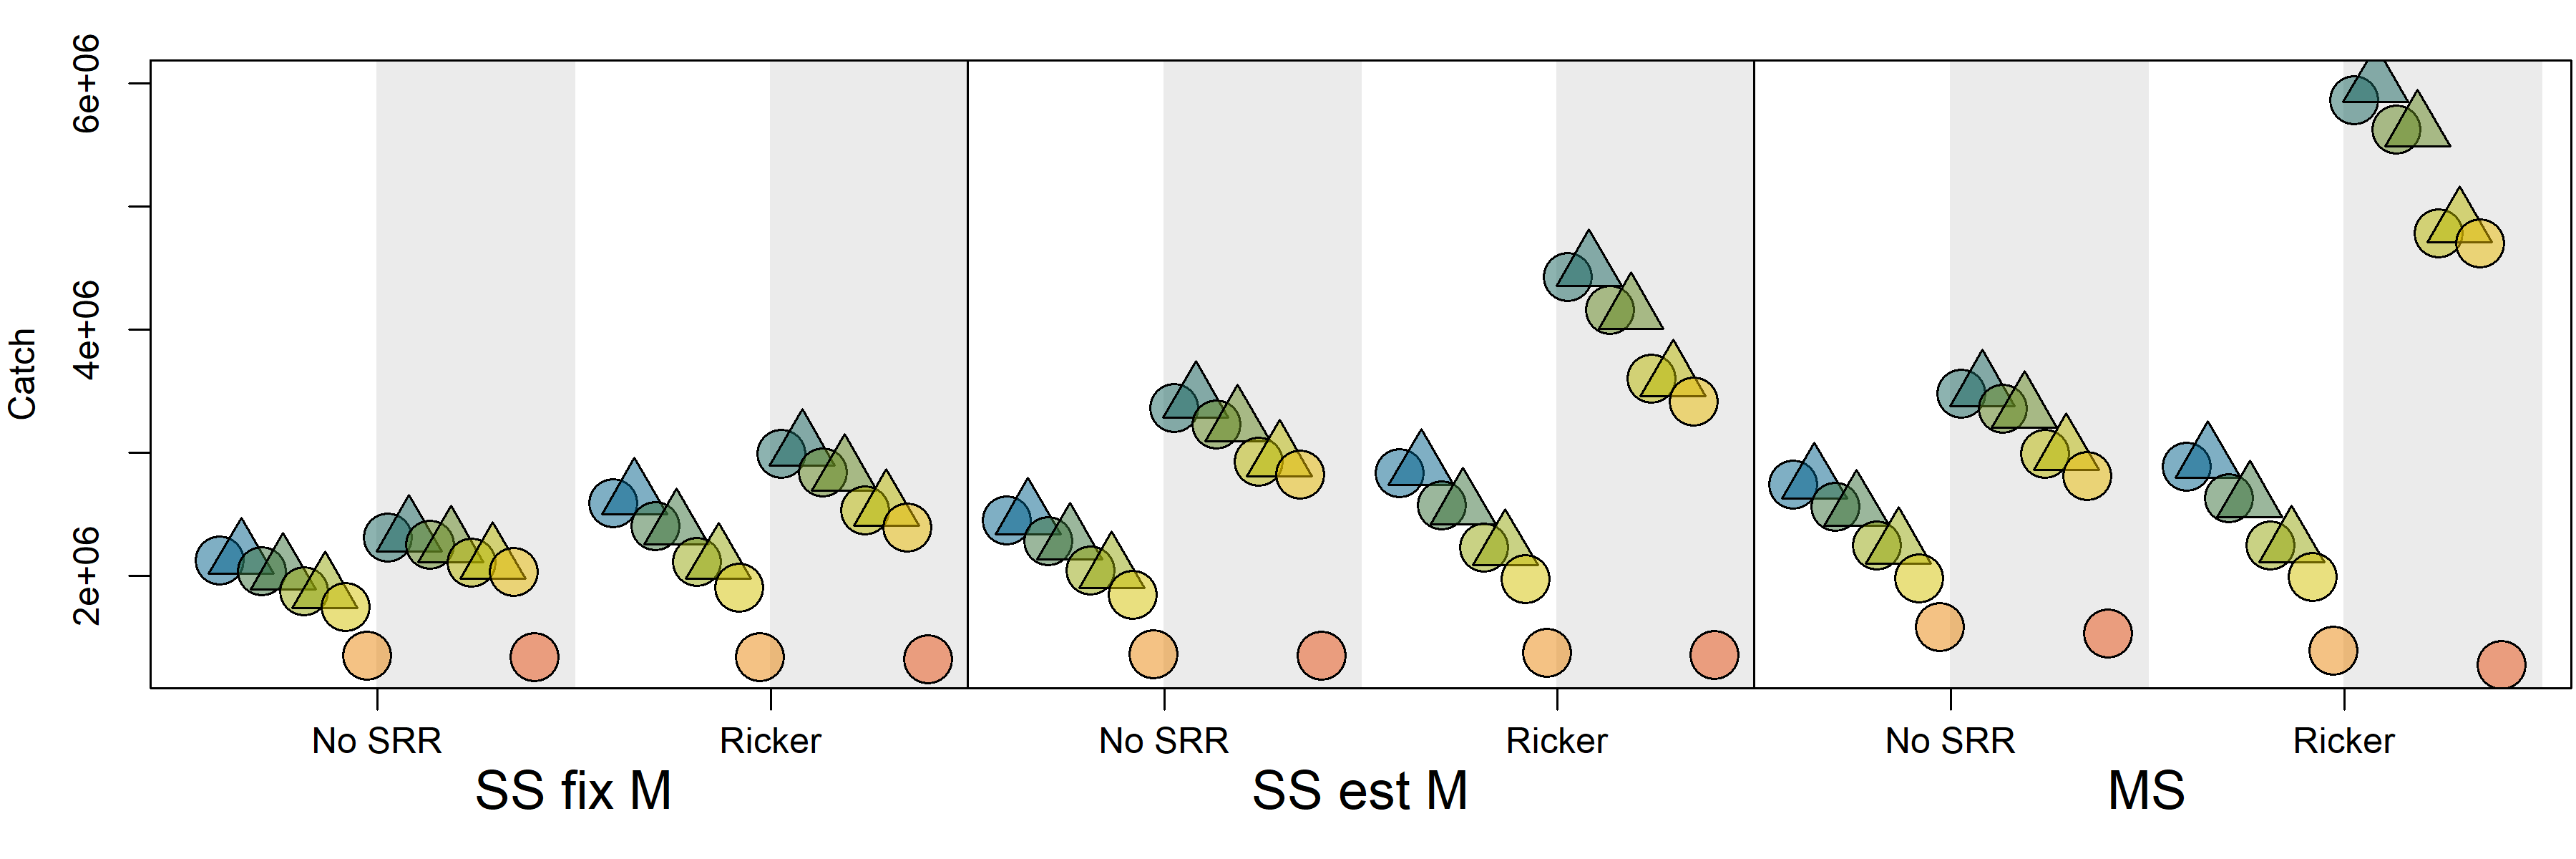 Catch
6e+06
4e+06
2e+06
No SRR Ricker No SRR Ricker No SRR Ricker
SS fix M SS est M MS